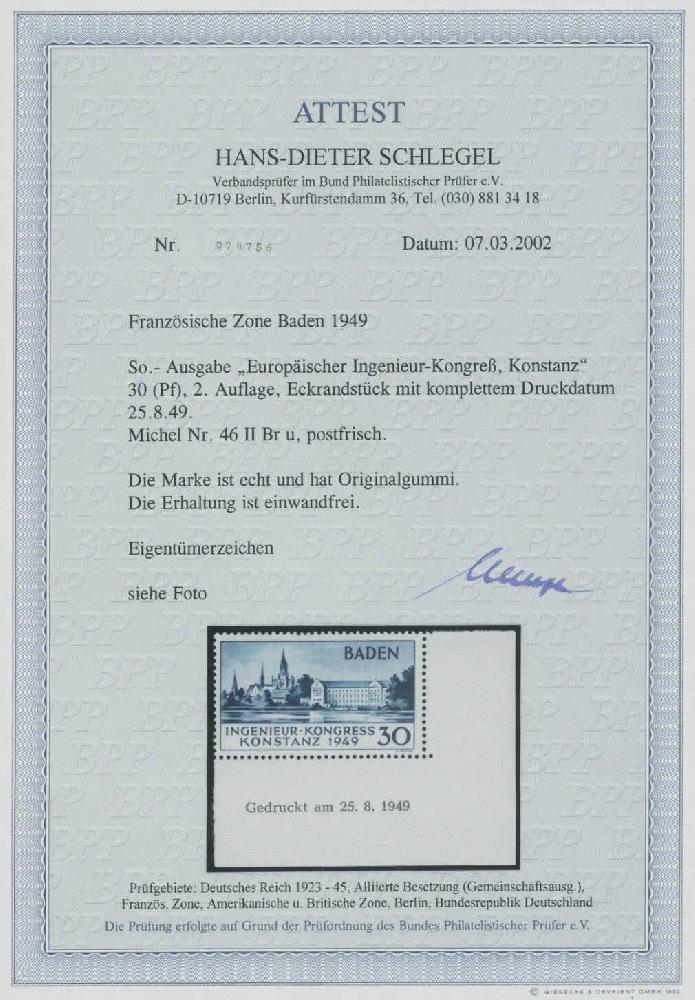 ATTEST
HANS-DIETER SCHLEGEL
Verbandsprüfer im Bund Philatelistischer Prüfer e.V.
D-10719 Berlin, Kurfürstendamm 36, Tel. (030) 881 34 18
Nr. 074756 Datum: 07.03.2002
Französische Zone Baden 1949
So.- Ausgabe „Europäischer Ingenieur-Kongreß, Konstanz“
30 (Pf), 2. Auflage, Eckrandstück mit komplettem Druckdatum
25.8.49.
Michel Nr. 46 II Br u, postfrisch.
Die Marke ist echt und hat Originalgummi.
Die Erhaltung ist einwandfrei.
Eigentümerzeichen
siehe Foto
BADEN
INGENIEUR-KONGRESS
KONSTANZ 1949 30
Gedruckt am 25. 8. 1949
Prüfgebiete: Deutsches Reich 1923 - 45, Alliierte Besetzung (Gemeinschaftsausg.),
Französ. Zone, Amerikanische u. Britische Zone, Berlin, Bundesrepublik Deutschland
Die Prüfung erfolgte auf Grund der Prüfordnung des Bundes Philatelistischer Prüfer e.V.
© GIESECKE & DEVRIENT GMBH